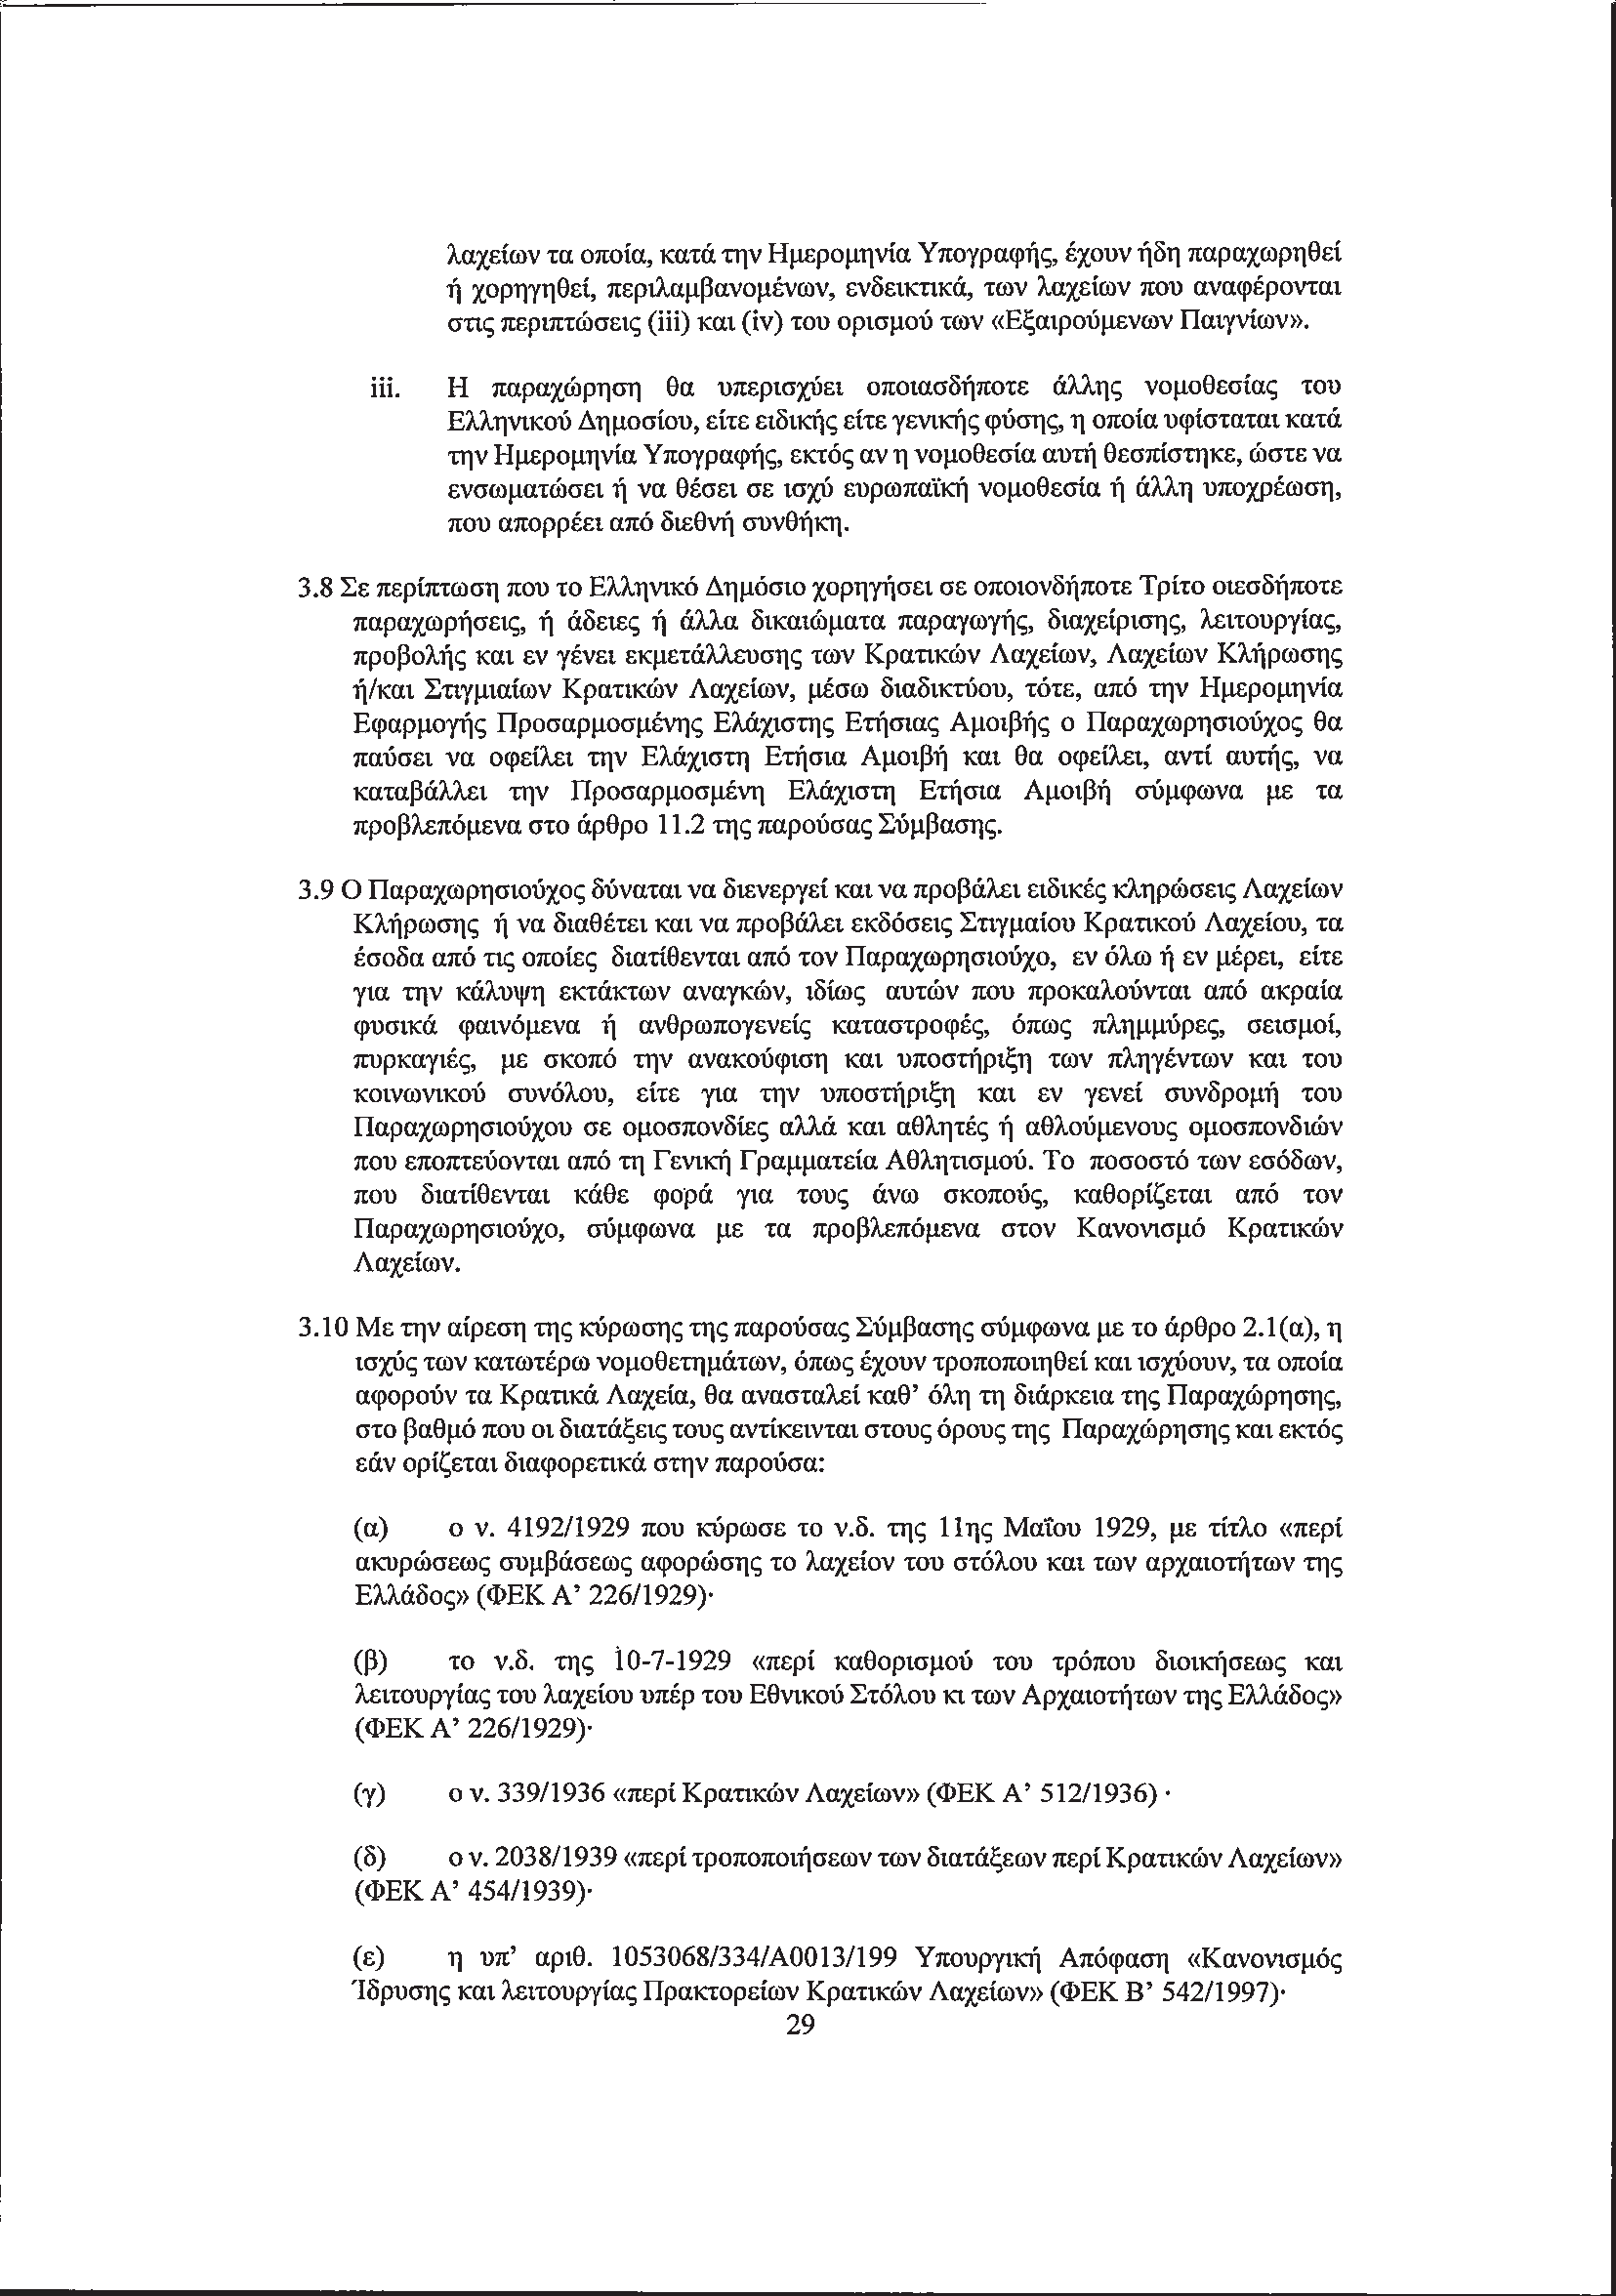 λαχείων τα οποία, κατά την Ημερομηνία Υπογραφής, έχουν ήδη παραχωρηθεί
ή χορηγηθεί, περιλαμβανομένων, ενδεικτικά, των λαχείων που αναφέρονται
στις περιπτώσεις (iii) και (iv) του ορισμού των «Εξαιρούμενων Παιγνίων».
iii. Η παραχώρηση θα υπερισχύει οποιασδήποτε άλλης νομοθεσίας του
Ελληνικού Δημοσίου, είτε ειδικής είτε γενικής φύσης, η οποία υφίσταται κατά
την Ημερομηνία Υπογραφής, εκτός αν η νομοθεσία αυτή θεσπίστηκε, ώστε να
ενσωματώσει ή να θέσει σε ισχύ ευρωπαϊκή νομοθεσία ή άλλη υποχρέωση,
που απορρέει από διεθνή συνθήκη.
3.8 Σε περίπτωση που το Ελληνικό Δημόσιο χορηγήσει σε οποιονδήποτε Τρίτο οιεσδήποτε
παραχωρήσεις, ή άδειες ή άλλα δικαιώματα παραγωγής, διαχείρισης, λειτουργίας,
προβολής και εν γένει εκμετάλλευσης των Κρατικών Λαχείων, Λαχείων Κλήρωσης
ή/και Στιγμιαίων Κρατικών Λαχείων, μέσω διαδικτύου, τότε, από την Ημερομηνία
Εφαρμογής Προσαρμοσμένης Ελάχιστης Ετήσιας Αμοιβής ο Παραχωρησιούχος θα
παύσει να οφείλει την Ελάχιστη Ετήσια Αμοιβή και θα οφείλει, αντί αυτής, να
καταβάλλει την Προσαρμοσμένη Ελάχιστη Ετήσια Αμοιβή σύμφωνα με τα
προβλεπόμενα στο άρθρο 11.2 της παρούσας Σύμβασης.
3.9 Ο Παραχωρησιούχος δύναται να διενεργεί και να προβάλει ειδικές κληρώσεις Λαχείων
Κλήρωσης ή να διαθέτει και να προβάλει εκδόσεις Στιγμαίου Κρατικού Λαχείου, τα
έσοδα από τις οποίες διατίθενται από τον Παραχωρησιούχο, εν όλω ή εν μέρει, είτε
για την κάλυψη εκτάκτων αναγκών, ιδίως αυτών που προκαλούνται από ακραία
φυσικά φαινόμενα ή ανθρωπογενείς καταστροφές, όπως πλημμύρες, σεισμοί,
πυρκαγιές, με σκοπό την ανακούφιση και υποστήριξη των πληγέντων και του
κοινωνικού συνόλου, είτε για την υποστήριξη και εν γενεί συνδρομή του
Παραχωρησιούχου σε ομοσπονδίες αλλά και αθλητές ή αθλούμενους ομοσπονδιών
που εποπτεύονται από τη Γενική Γραμματεία Αθλητισμού. Το ποσοστό των εσόδων,
που διατίθενται κάθε φορά για τους άνω σκοπούς, καθορίζεται από τον
Παραχωρησιούχο, σύμφωνα με τα προβλεπόμενα στον Κανονισμό Κρατικών
Λαχείων.
3.10 Με την αίρεση της κύρωσης της παρούσας Σύμβασης σύμφωνα με το άρθρο 2.1(α), η
ισχύς των κατωτέρω νομοθετημάτων, όπως έχουν τροποποιηθεί και ισχύουν, τα οποία
αφορούν τα Κρατικά Λαχεία, θα ανασταλεί καθ’ όλη τη διάρκεια της Παραχώρησης,
στο βαθμό που οι διατάξεις τους αντίκεινται στους όρους της Παραχώρησης και εκτός
εάν ορίζεται διαφορετικά στην παρούσα:
(α) ο ν. 4192/1929 που κύρωσε το ν.δ. της 11ης Μαΐου 1929, με τίτλο «περί
ακυρώσεως συμβάσεως αφορώσης το λαχείον του στόλου και των αρχαιοτήτων της
Ελλάδος» (ΦΕΚ Α’ 226/1929)·
(β) το ν.δ. της 10-7-1929 «περί καθορισμού του τρόπου διοικήσεως και
λειτουργίας του λαχείου υπέρ του Εθνικού Στόλου κι των Αρχαιοτήτων της Ελλάδος»
(ΦΕΚ Α’ 226/1929)·
(γ) ο ν. 339/1936 «περί Κρατικών Λαχείων» (ΦΕΚ Α’ 512/1936) ·
(δ) ο ν. 2038/1939 «περί τροποποιήσεων των διατάξεων περί Κρατικών Λαχείων»
(ΦΕΚ Α’ 454/1939)·
(ε) η υπ’ αριθ. 1053068/334/Α0013/199 Υπουργική Απόφαση «Κανονισμός
Ίδρυσης και λειτουργίας Πρακτορείων Κρατικών Λαχείων» (ΦΕΚ Β’ 542/1997)·
29